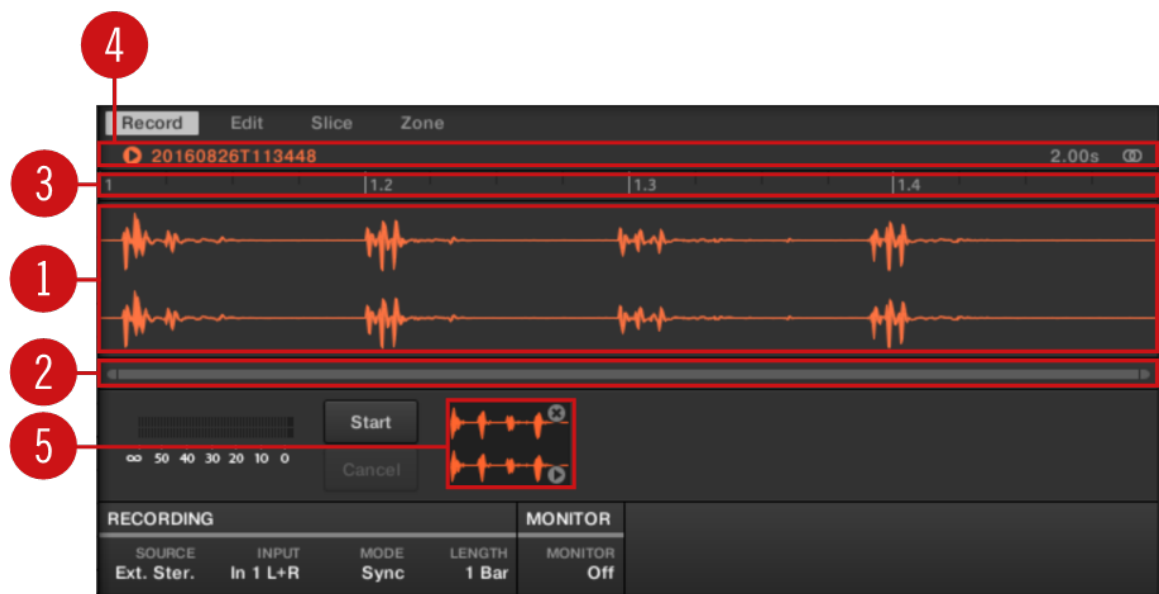 4
Record Edit Slice Zone
20160826T113448 2.00s
3
1 1.2 1.3 1.4
1
2
5
Start
∞ 50 40 30 20 10 0
Cancel
RECORDING MONITOR
SOURCE INPUT MODE LENGTH MONITOR
Ext. Ster. In 1 L+R Sync 1 Bar Off